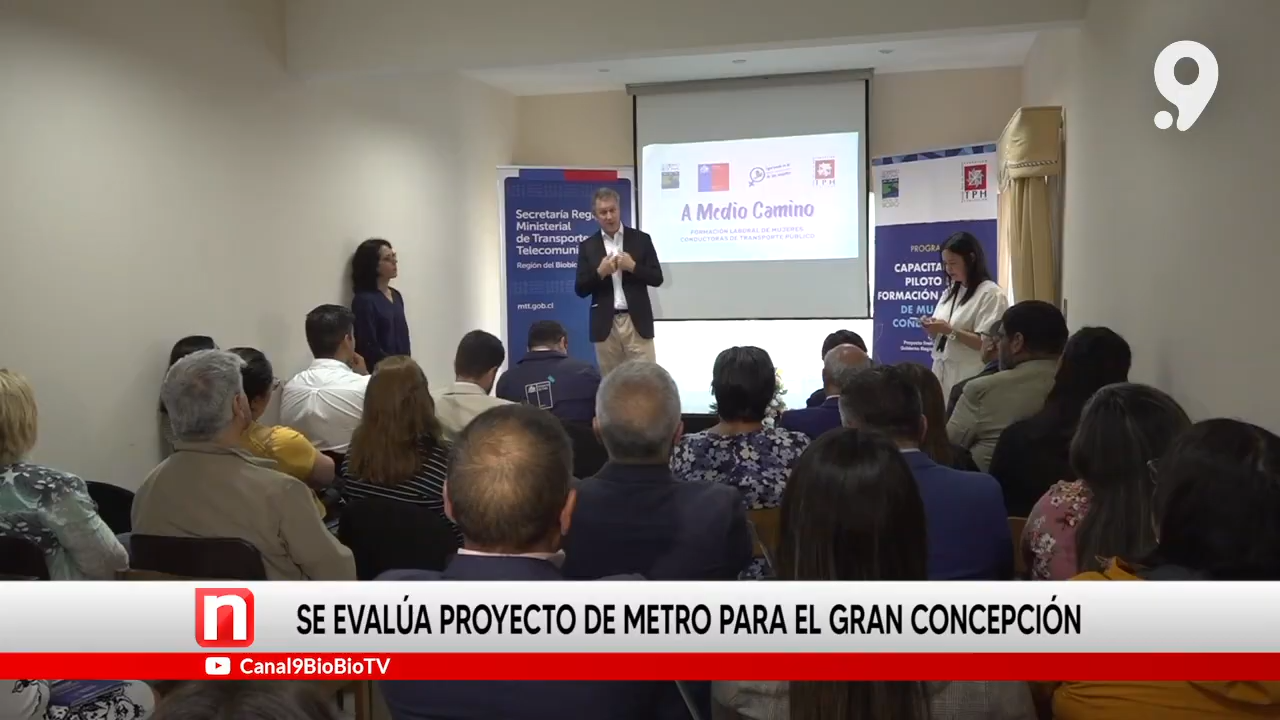 9
Secretaría Reg
Ministerial
de Transporte
Telecomuni
Región del Biobío
mtt.gob.cl
TPH
A Medio Camino
FORMACIÓN LABORAL DE MUJERES
CONDUCTORAS DE TRANSPORTE PÚBLICO
TPH
PROGRA
CAPACITA
PILOTO
FORMACIÓN
DE MU
n
SE EVALÚA PROYECTO DE METRO PARA EL GRAN CONCEPCIÓN
Canal9BioBioTV